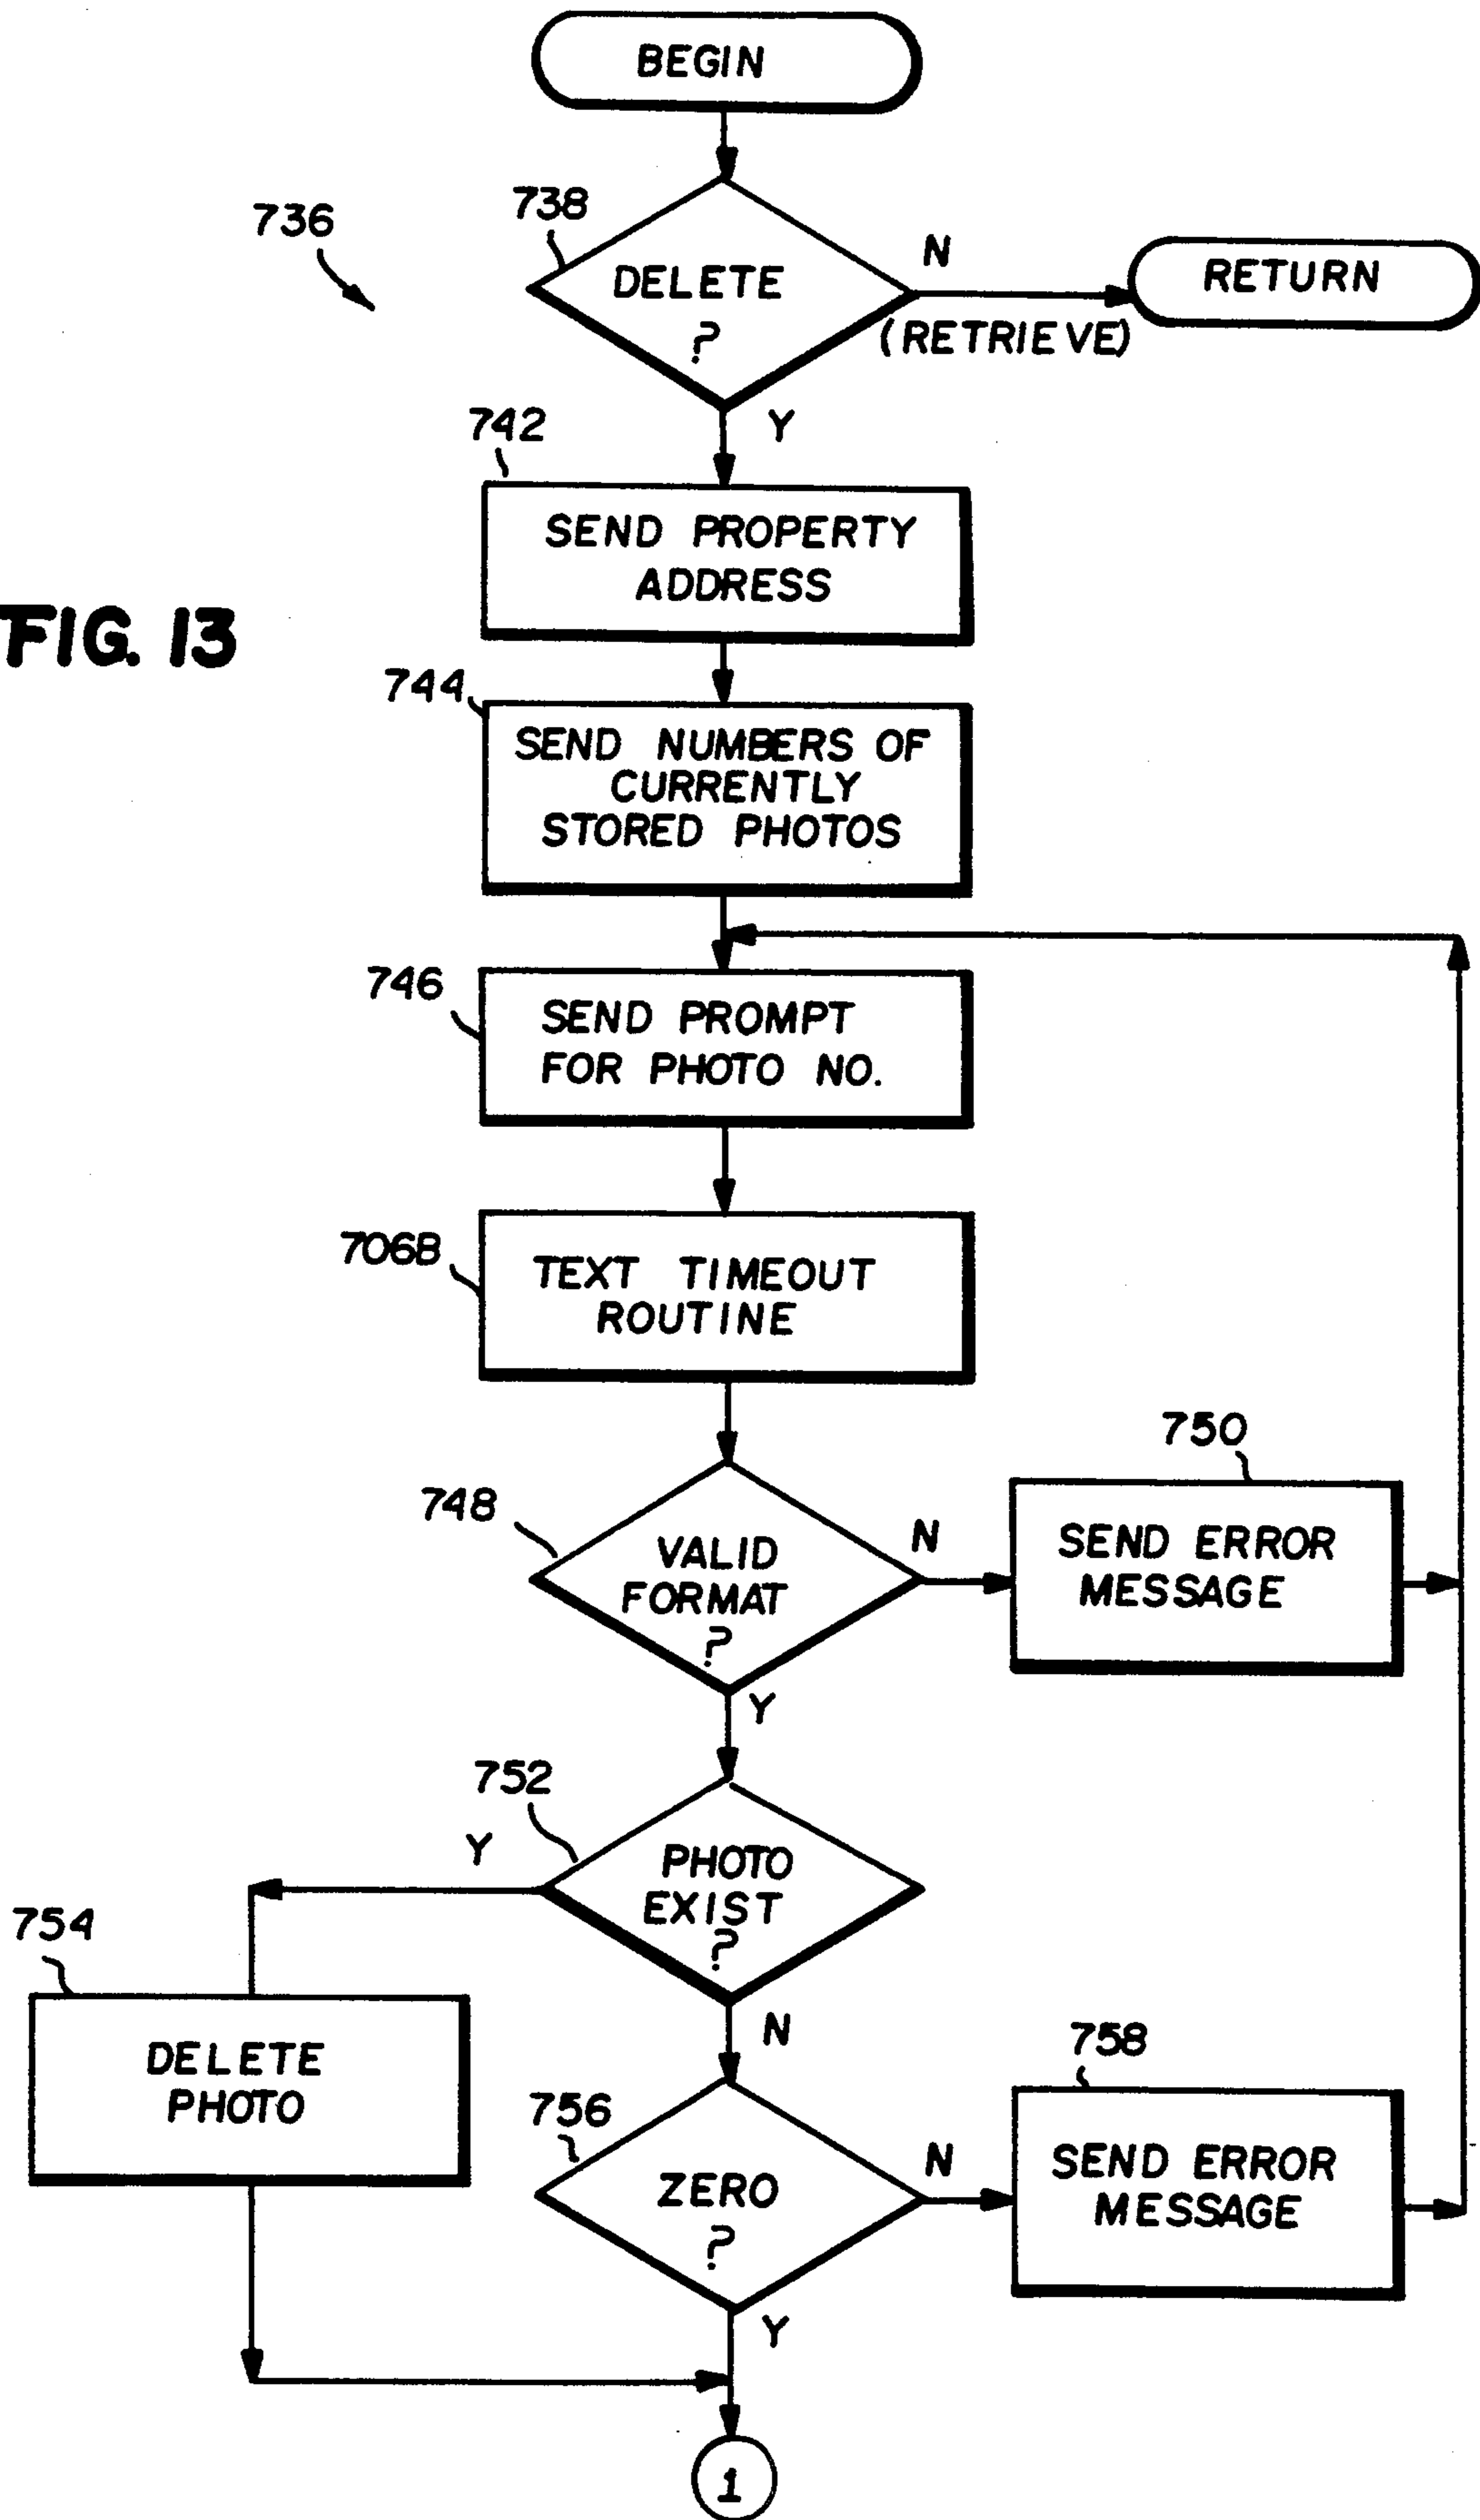 BEGIN
736
738
DELETE
?
N
(RETRIEVE)
RETURN
Y
742
SEND PROPERTY
ADDRESS
FIG. 13
744
SEND NUMBERS OF
CURRENTLY
STORED PHOTOS
746
SEND PROMPT
FOR PHOTO NO.
706B
TEXT TIMEOUT
ROUTINE
748
VALID
FORMAT
?
N
750
SEND ERROR
MESSAGE
Y
752
Y
PHOTO
EXIST
?
754
DELETE
PHOTO
N
756
ZERO
?
N
758
SEND ERROR
MESSAGE
Y
1